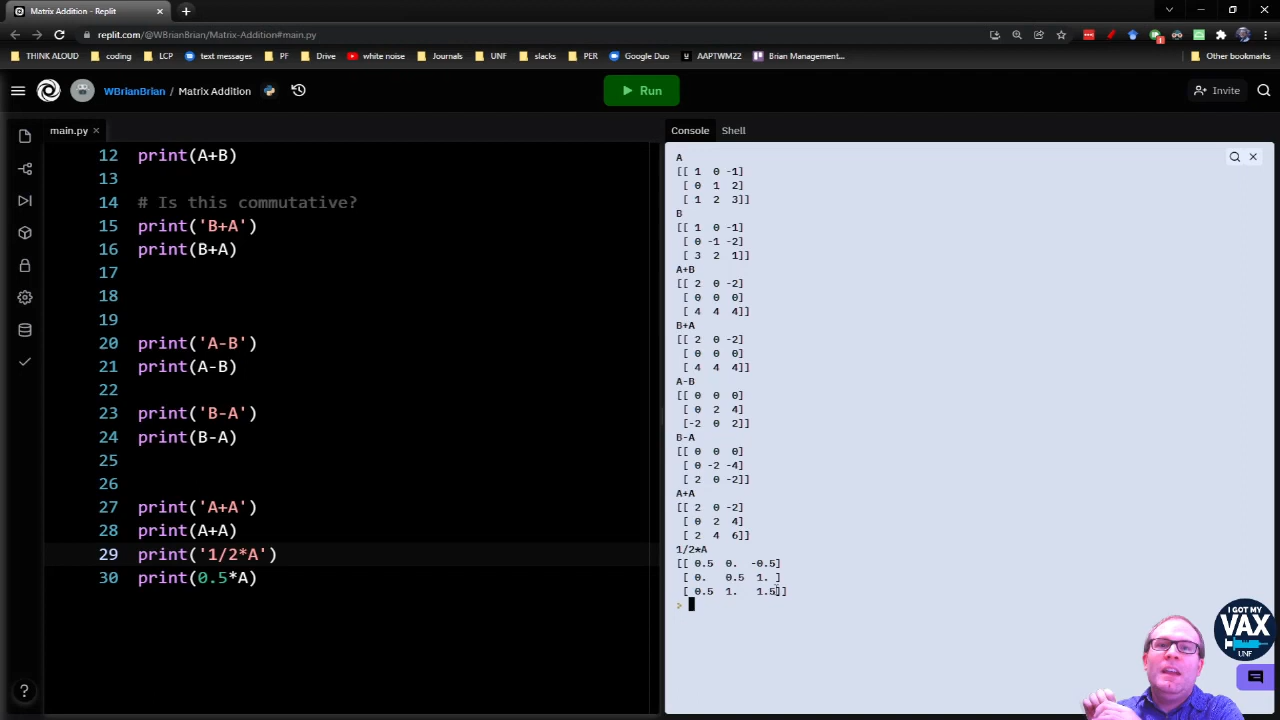 Matrix Addition - Replit
replit.com/@WBrianBrian/Matrix-Addition#main.py
THINK ALOUD coding LCP text messages PF Drive white noise Journals UNF slacks PER Google Duo AAPTWM22 Brian Management... Other bookmarks
WBrianBrian / Matrix Addition Run Invite
main.py
12 print(A+B)
13
14 # Is this commutative?
15 print('B+A')
16 print(B+A)
17
18
19
20 print('A-B')
21 print(A-B)
22
23 print('B-A')
24 print(B-A)
25
26
27 print('A+A')
28 print(A+A)
29 print('1/2*A')
30 print(0.5*A)
Console Shell
A
[[ 1 0 -1]
[ 0 1 2]
[ 1 2 3]]
B
[[ 1 0 -1]
[ 0 -1 -2]
[ 3 2 1]]
A+B
[[ 2 0 -2]
[ 0 0 0]
[ 4 4 4]]
B+A
[[ 2 0 -2]
[ 0 0 0]
[ 4 4 4]]
A-B
[[ 0 0 0]
[ 0 2 4]
[-2 0 2]]
B-A
[[ 0 0 0]
[ 0 -2 -4]
[ 2 0 -2]]
A+A
[[ 2 0 -2]
[ 0 2 4]
[ 2 4 6]]
1/2*A
[[ 0.5 0. -0.5]
[ 0. 0.5 1. ]
[ 0.5 1. 1.5]]
>
I GOT MY
VAX
UNF
?